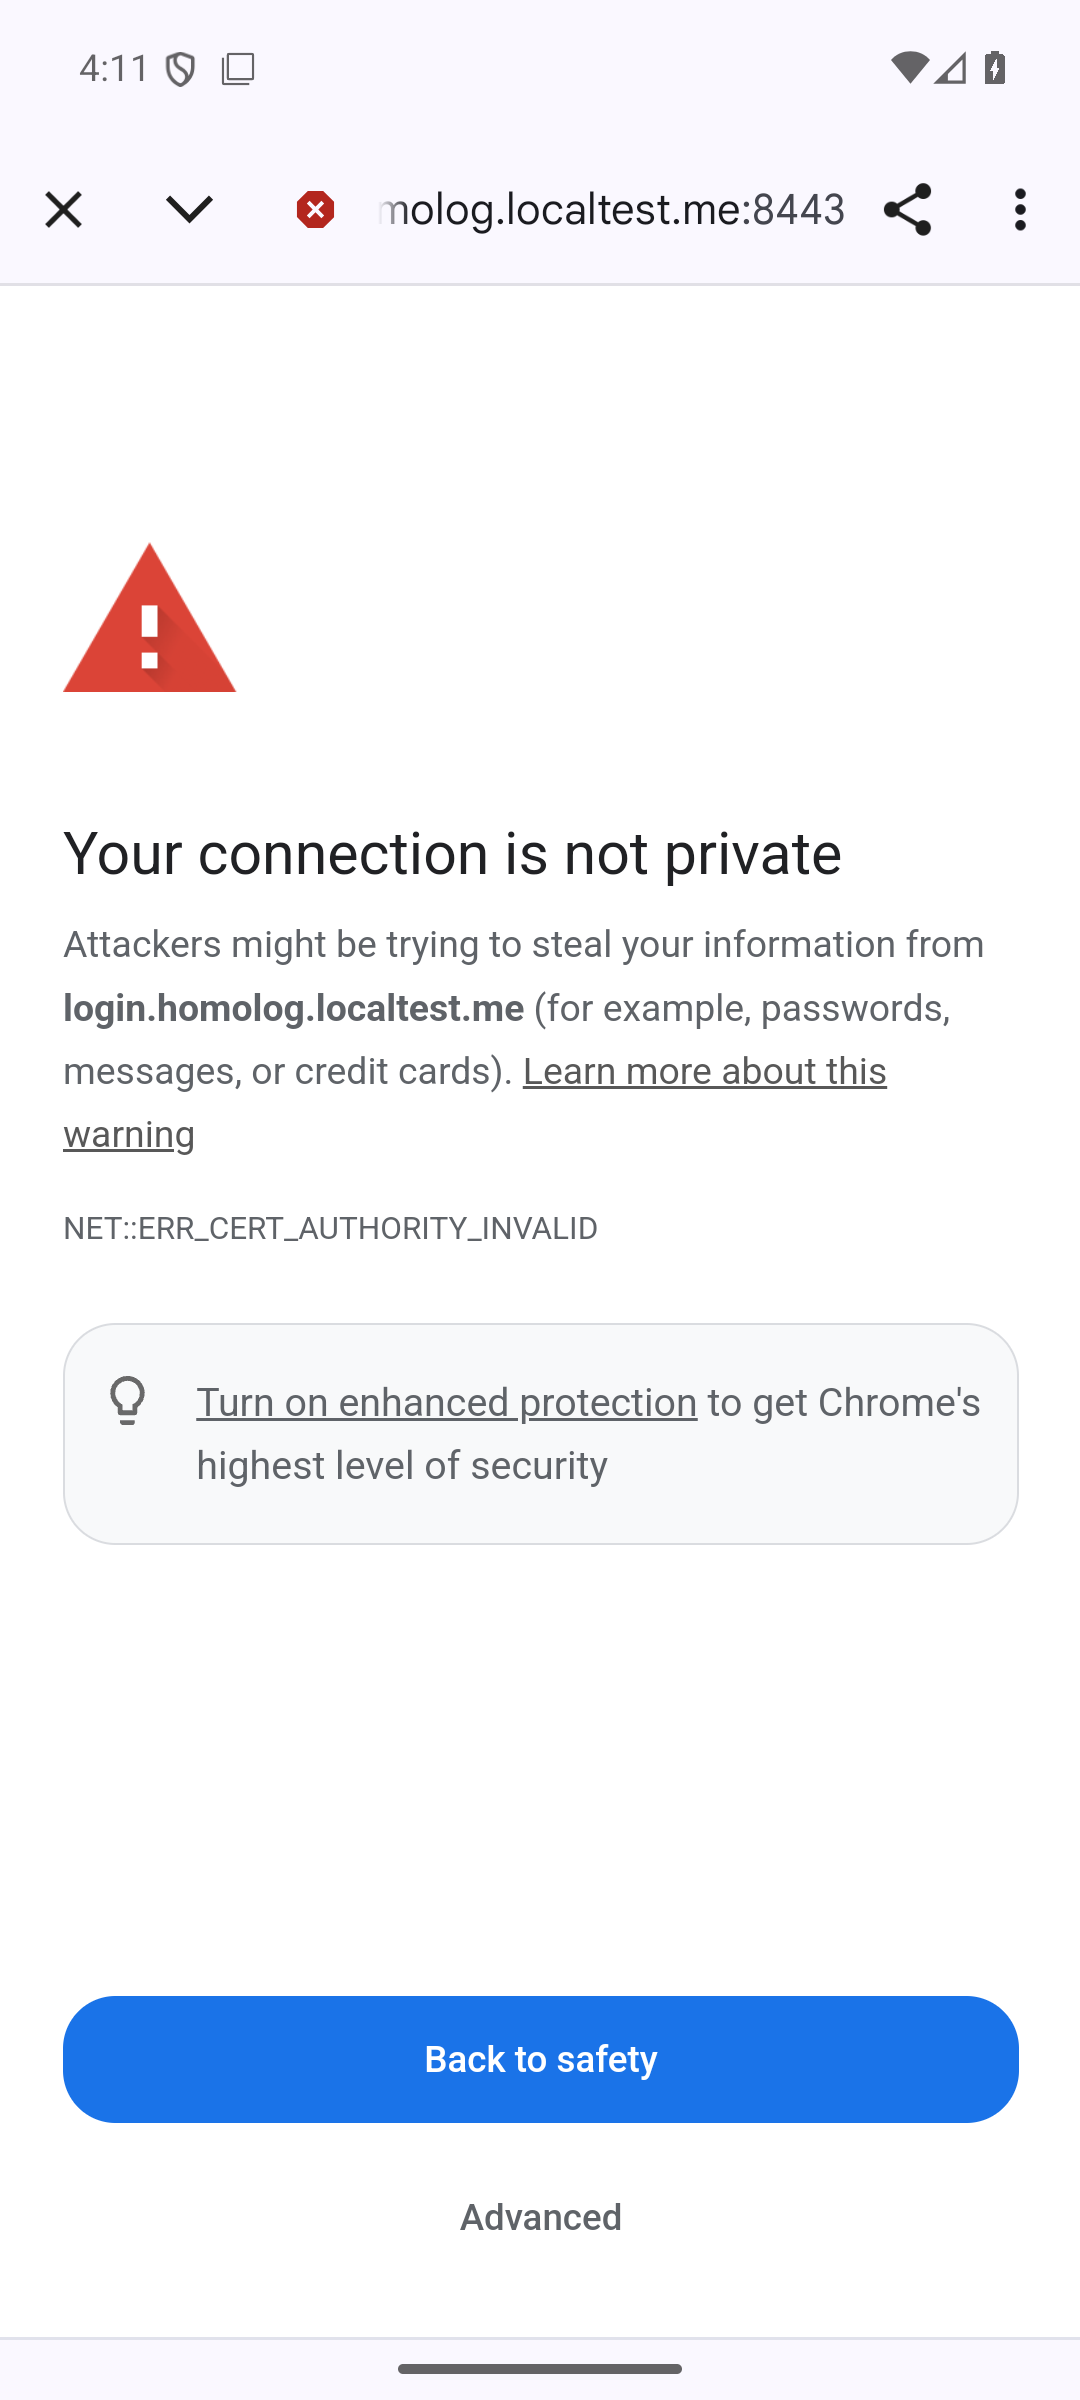 4:11
molog.localtest.me:8443
Your connection is not private
Attackers might be trying to steal your information from
login.homolog.localtest.me (for example, passwords,
messages, or credit cards). Learn more about this
warning
NET::ERR_CERT_AUTHORITY_INVALID
Turn on enhanced protection to get Chrome's
highest level of security
Back to safety
Advanced